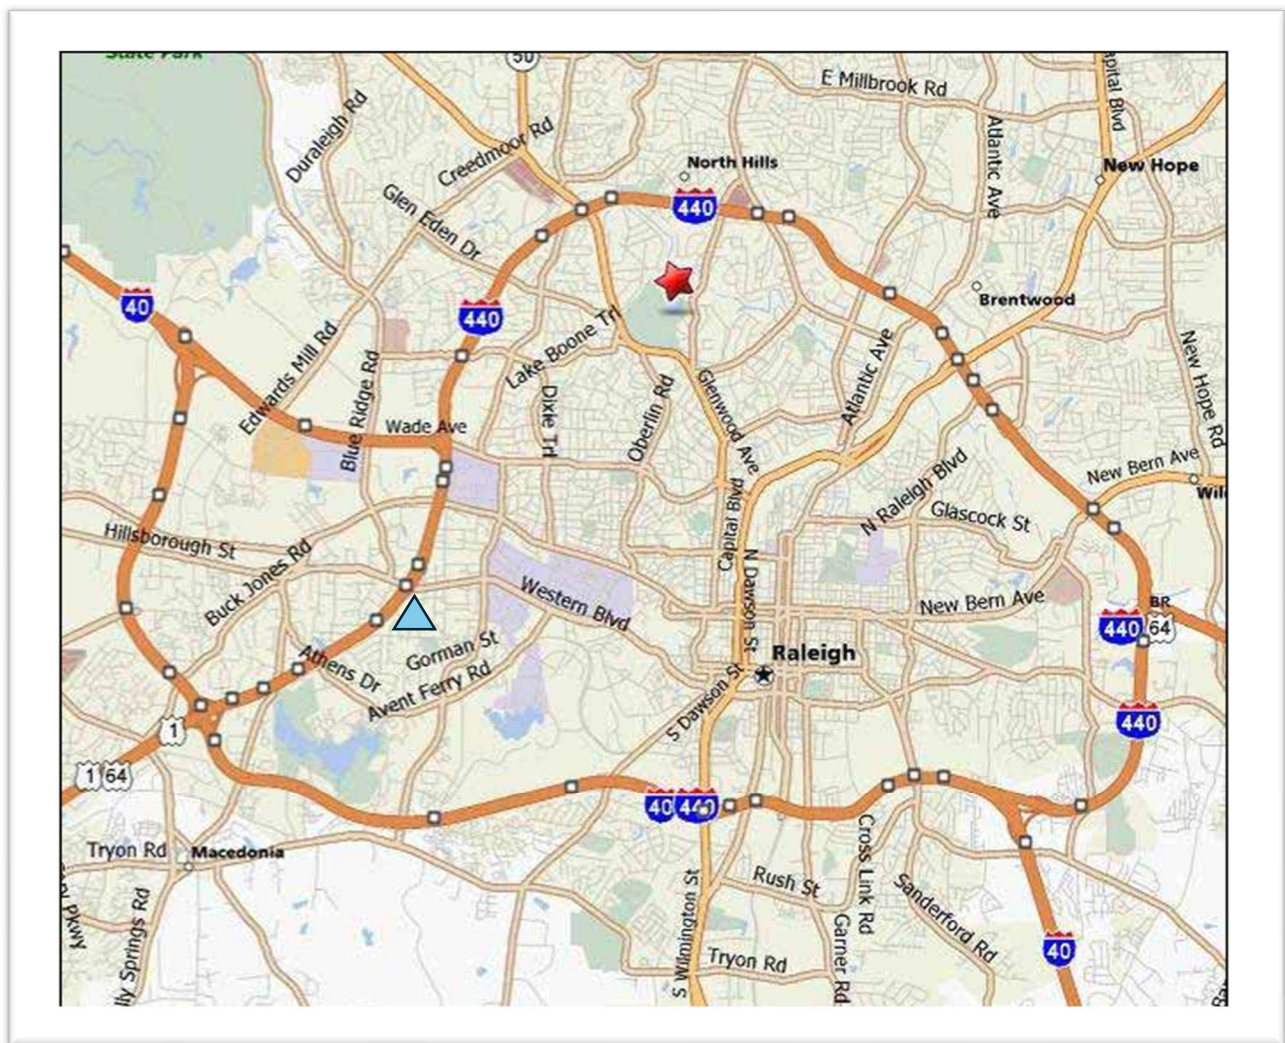 State Park
50
E Millbrook Rd
Capital Blvd
Duraleigh Rd
Creedmoor Rd
Atlantic Ave
North Hills
New Hope
Glen Eden Dr
440
40
440
Brentwood
Lake Boone Trl
Edwards Mill Rd
Blue Ridge Rd
Atlantic Ave
New Hope Rd
Glenwood Ave
Dixie Trl
Oberlin Rd
Wade Ave
New Bern Ave
N Raleigh Blvd
Wil
Capital Blvd
Glascock St
Hillsborough St
Buck Jones Rd
N Dawson St
Western Blvd
New Bern Ave
BR
440
64
Gorman St
Athens Dr
Raleigh
Avent Ferry Rd
S Dawson St
1
440
1 64
40 440
Tryon Rd
Macedonia
Cross Link Rd
Rush St
Sanderford Rd
Pkwy
lly Springs Rd
S Wilmington St
Garner Rd
Tryon Rd
40